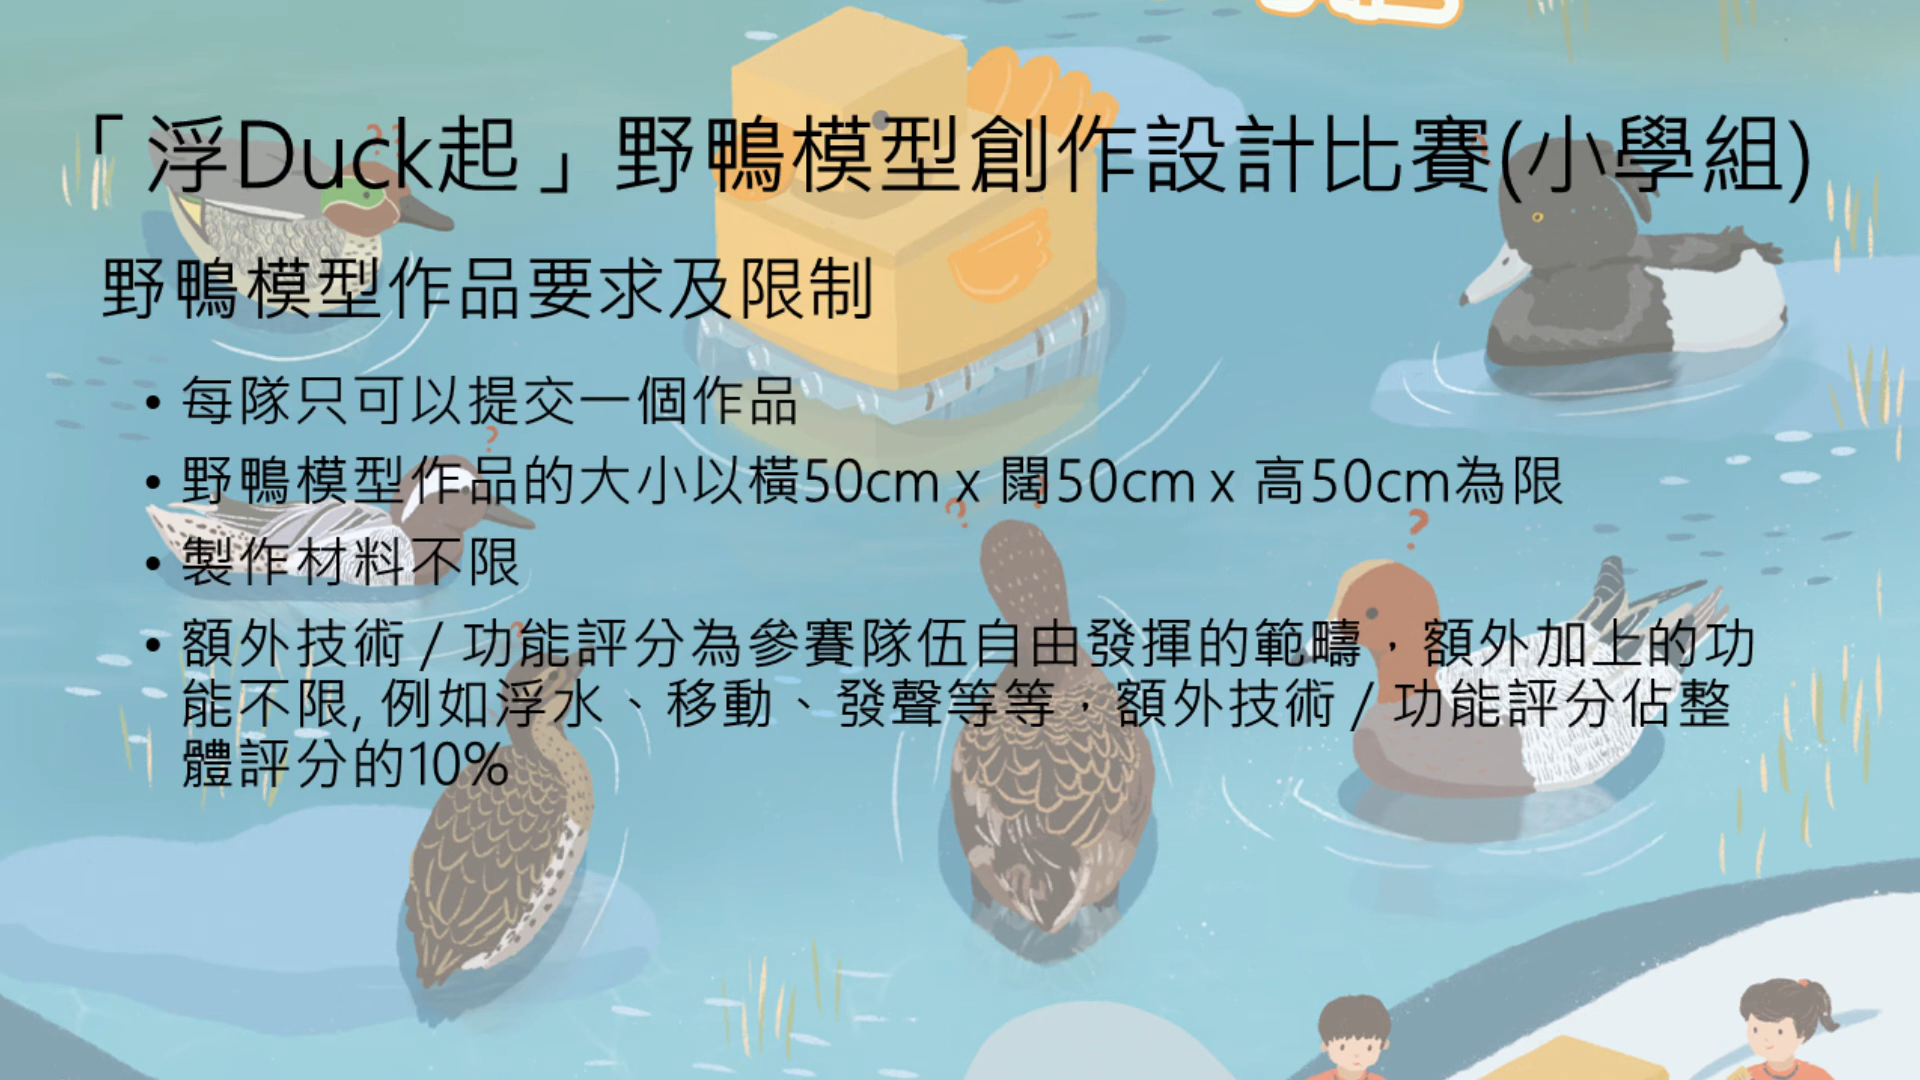 「浮Duck起」野鴨模型創作設計比賽(小學組)
野鴨模型作品要求及限制
• 每隊只可以提交一個作品
• 野鴨模型作品的大小以橫50cm x 闊50cm x 高50cm為限
• 製作材料不限
• 額外技術 / 功能評分為參賽隊伍自由發揮的範疇，額外加上的功
能不限, 例如浮水、移動、發聲等等，額外技術 / 功能評分佔整
體評分的10%
?
?
?
?